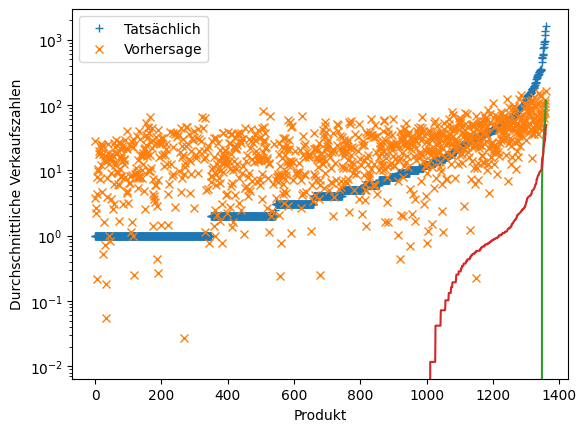 Tatsächlich
Vorhersage
10³
10²
10¹
10⁰
10⁻¹
10⁻²
Durchschnittliche Verkaufszahlen
0 200 400 600 800 1000 1200 1400
Produkt